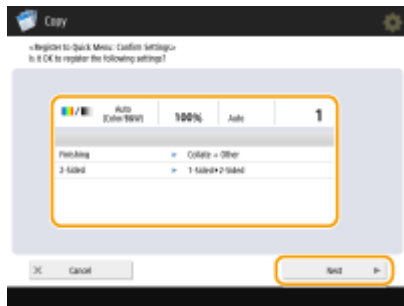 Copy
<Register to Quick Menu: Confirm Settings>
Is it OK to register the following settings?
Auto
(Color/B&W)
100%
Auto
1
Finishing ► Collate + Other
2-Sided ► 1-Sided►2-Sided
× Cancel
Next ►